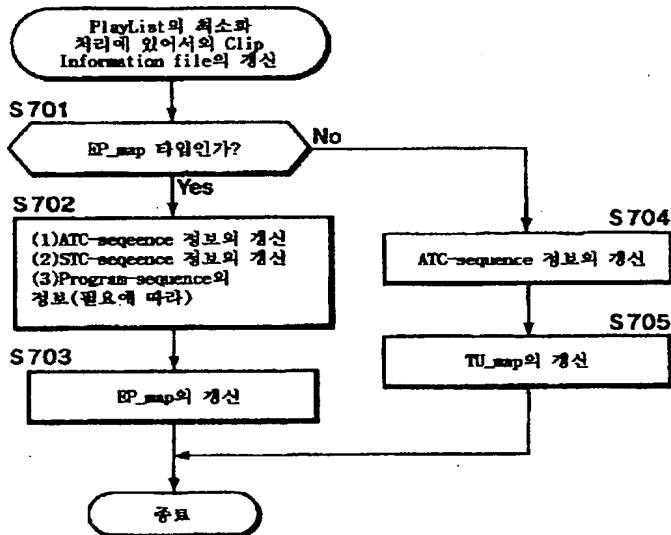 PlayList의 최소화
처리에 있어서의 Clip
Information file의 갱신
S701
EP_map 타입인가?
No
Yes
S702
(1)ATC-seqeence 정보의 갱신
(2)STC-seqeence 정보의 갱신
(3)Program-sequence의
정보(필요에 따라)
S704
ATC-sequence 정보의 갱신
S705
TU_map의 갱신
S703
EP_map의 갱신
종료